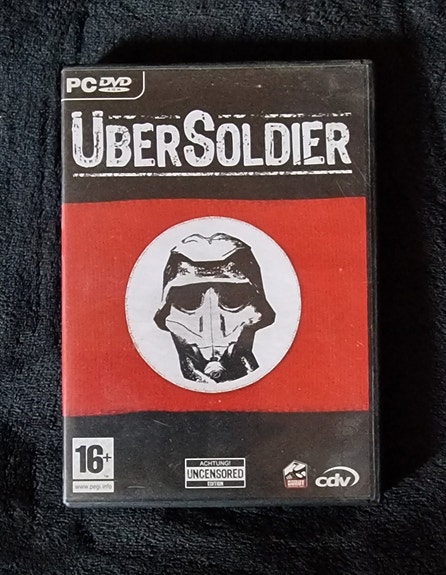 PC DVD
ÜBERSOLDIER
16+
www.pegi.info
ACHTUNG!
UNCENSORED
EDITION
cdv